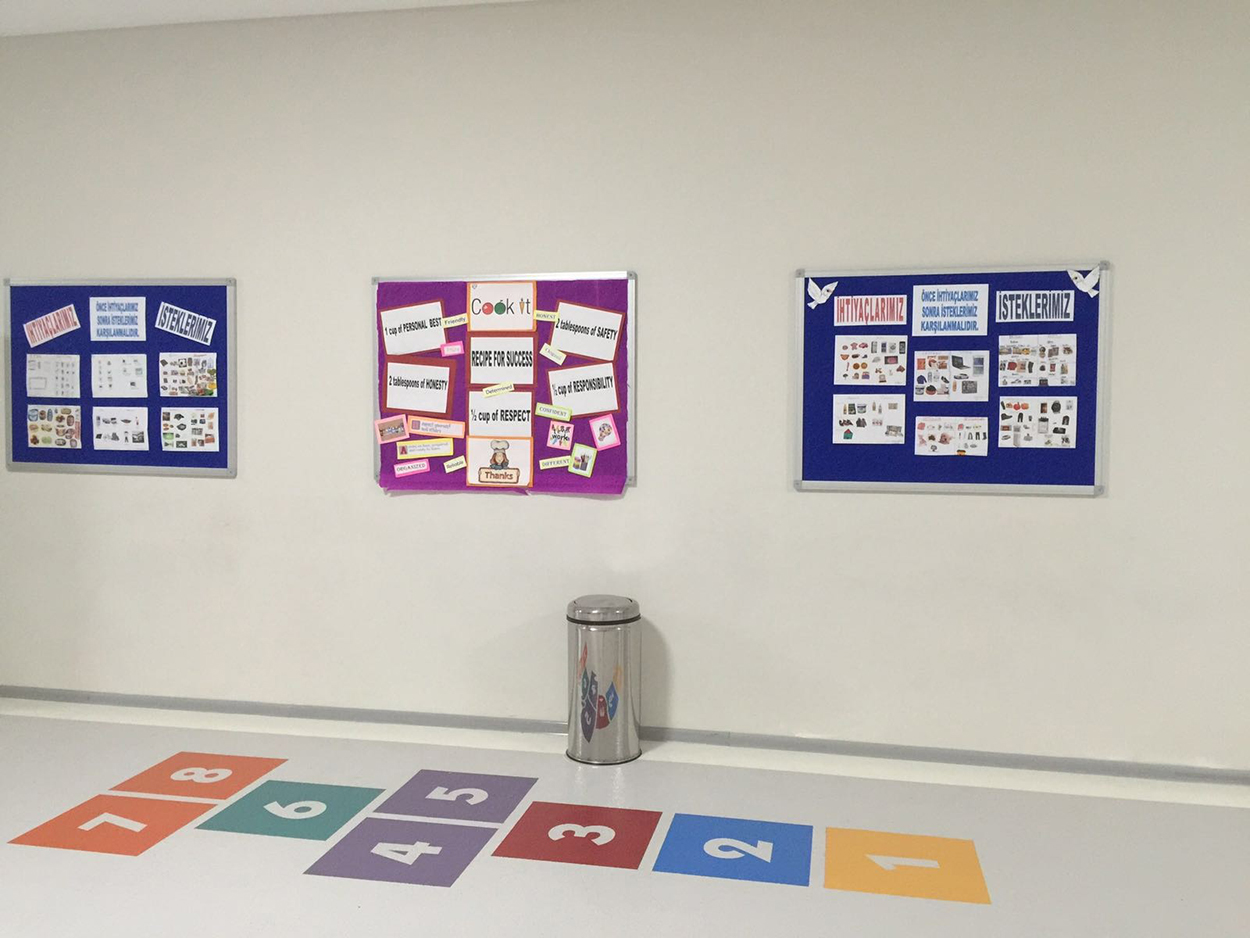 İHTİYAÇLARIMIZ
ÖNCE İHTİYAÇLARIMIZ
SONRA İSTEKLERİMİZ
KARŞILANMALIDIR.
İSTEKLERİMİZ
Cook it
1 cup of PERSONAL BEST
Friendly
HONEST
2 tablespoons of SAFETY
RECIPE FOR SUCCESS
2 tablespoons of HONESTY
Determined
½ cup of RESPONSIBILITY
½ cup of RESPECT
CONFIDENT
ORGANIZED
Reliable
DIFFERENT
Thanks
İHTİYAÇLARIMIZ
ÖNCE İHTİYAÇLARIMIZ
SONRA İSTEKLERİMİZ
KARŞILANMALIDIR.
İSTEKLERİMİZ
8
7
6
5
4
3
2
1